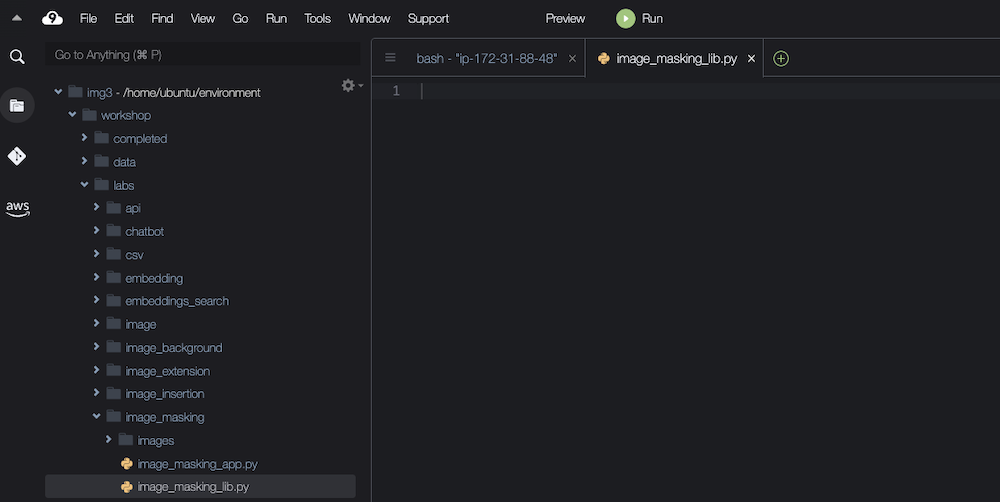 9 File Edit Find View Go Run Tools Window Support Preview Run
Go to Anything (⌘ P)
bash - "ip-172-31-88-48" × image_masking_lib.py ×
img3 - /home/ubuntu/environment
1
workshop
completed
data
labs
aws
api
chatbot
csv
embedding
embeddings_search
image
image_background
image_extension
image_insertion
image_masking
images
image_masking_app.py
image_masking_lib.py